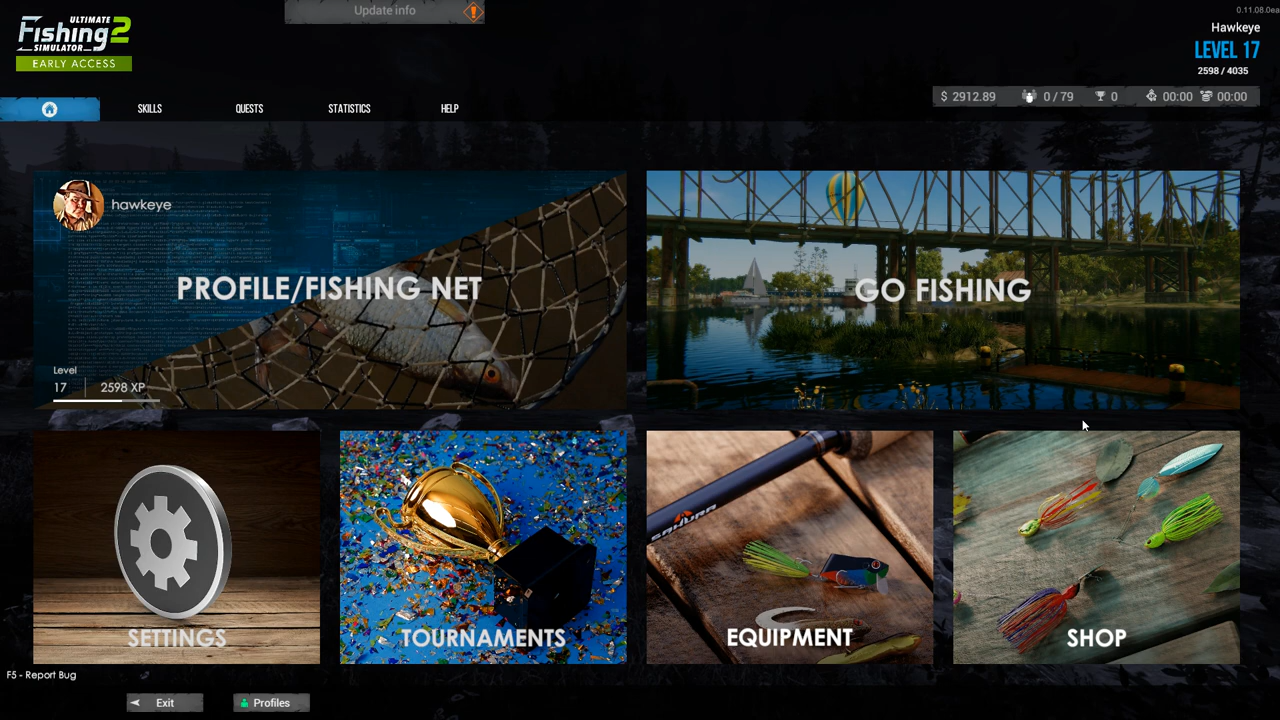 Update info
0.11.08.0ea
ULTIMATE
Fishing 2
SIMULATOR
EARLY ACCESS
Hawkeye
LEVEL 17
2598 / 4035
$ 2912.89
0 / 79
0
00:00
00:00
SKILLS
QUESTS
STATISTICS
HELP
hawkeye
PROFILE/FISHING NET
Level
17
2598 XP
GO FISHING
SETTINGS
TOURNAMENTS
SAKURA
EQUIPMENT
SHOP
F5 - Report Bug
Exit
Profiles